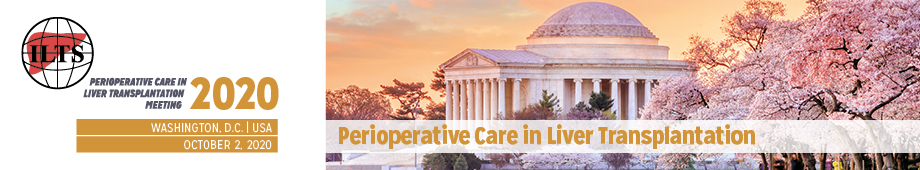 ILTS
PERIOPERATIVE CARE IN
LIVER TRANSPLANTATION
MEETING
2020
WASHINGTON, D.C. | USA
OCTOBER 2, 2020
Perioperative Care in Liver Transplantation